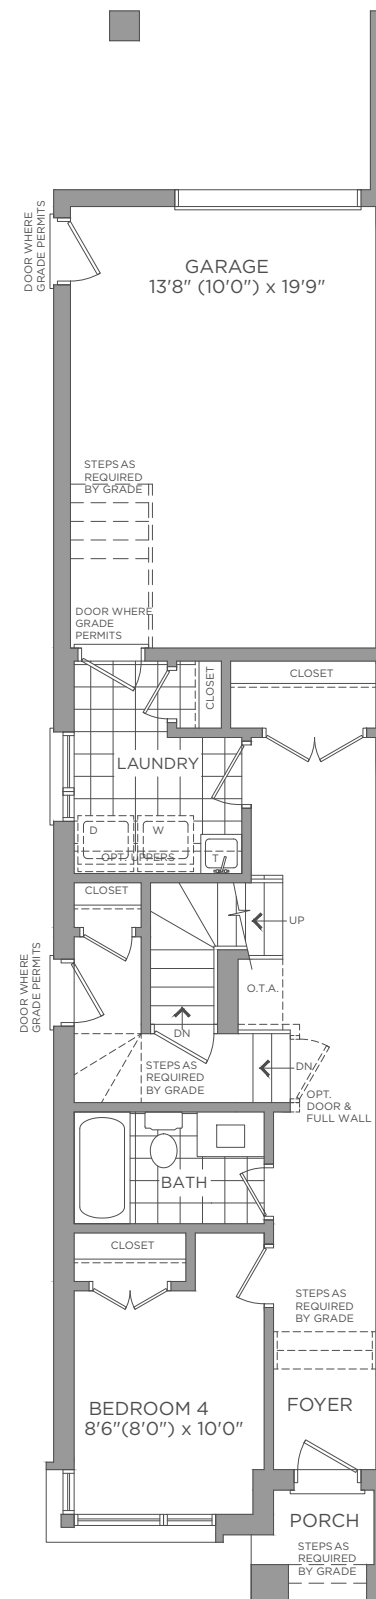 DOOR WHERE
GRADE PERMITS
GARAGE
13'8" (10'0") x 19'9"
STEPS AS
REQUIRED
BY GRADE
DOOR WHERE
GRADE
PERMITS
CLOSET
CLOSET
LAUNDRY
D
W
OPT. UPPERS
T
CLOSET
UP
DOOR WHERE
GRADE PERMITS
O.T.A.
DN
STEPS AS
REQUIRED
BY GRADE
DN
OPT.
DOOR &
FULL WALL
BATH
CLOSET
STEPS AS
REQUIRED
BY GRADE
BEDROOM 4
8'6"(8'0") x 10'0"
FOYER
PORCH
STEPS AS
REQUIRED
BY GRADE